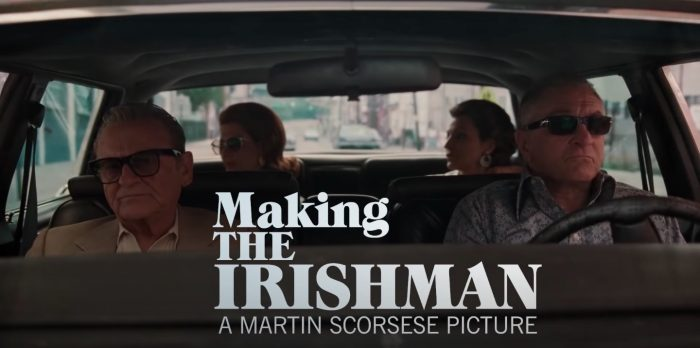 Making
THE
IRISHMAN
A MARTIN SCORSESE PICTURE